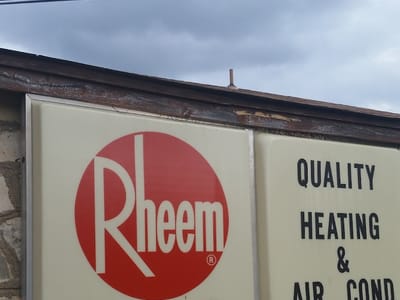 Rheem®
QUALITY
HEATING
&
AIR COND